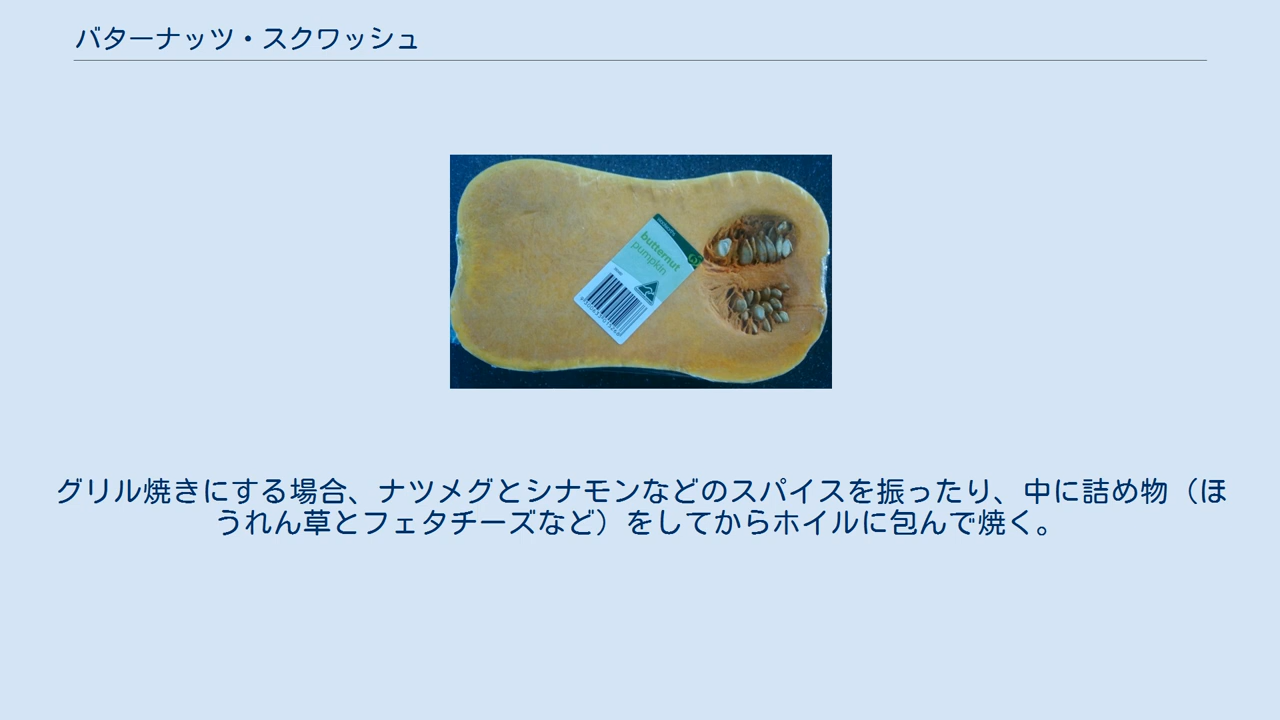 バターナッツ・スクワッシュ
butternut
pumpkin
グリル焼きにする場合、ナツメグとシナモンなどのスパイスを振ったり、中に詰め物（ほ
うれん草とフェタチーズなど）をしてからホイルに包んで焼く。